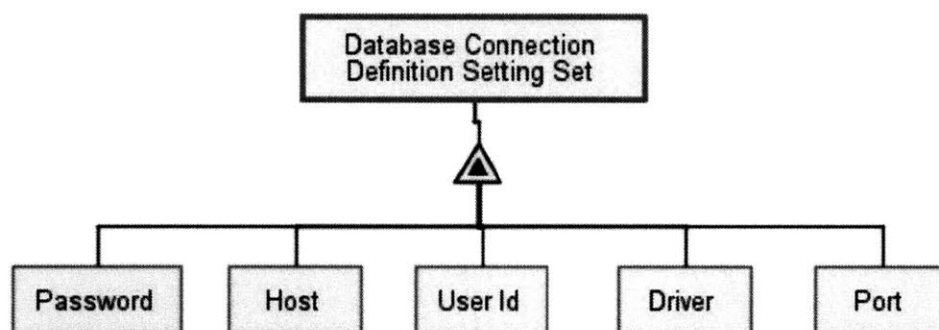 Database Connection
Definition Setting Set
Password
Host
User Id
Driver
Port